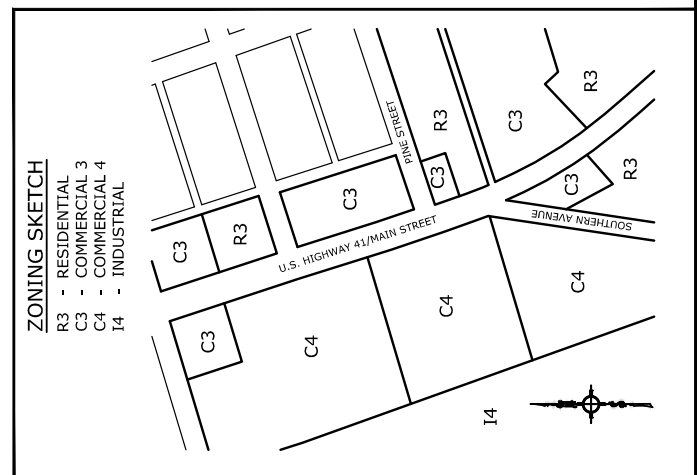 ZONING SKETCH
R3 - RESIDENTIAL
C3 - COMMERCIAL 3
C4 - COMMERCIAL 4
I4 - INDUSTRIAL
C3
R3
C3
PINE STREET
C3
R3
C3
R3
U.S. HIGHWAY 41/MAIN STREET
C3
R3
SOUTHERN AVENUE
C3
C4
C4
C4
I4